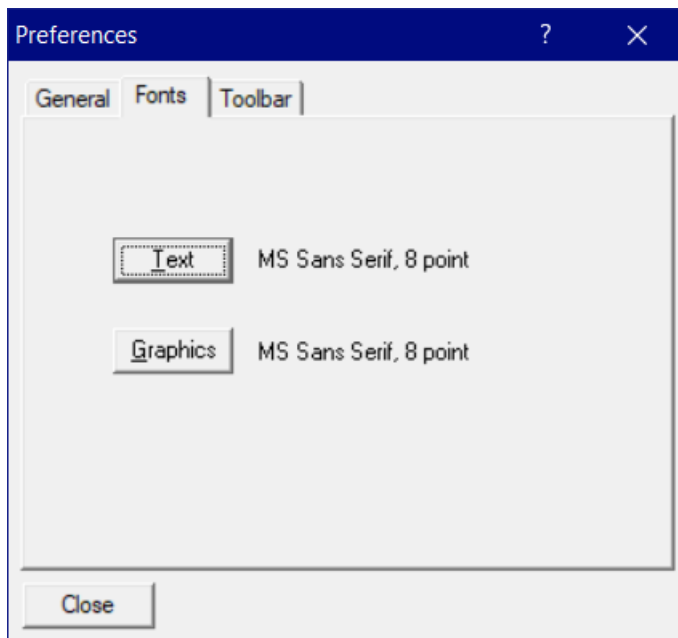 Preferences ? ×
General Fonts Toolbar
Text MS Sans Serif, 8 point
Graphics MS Sans Serif, 8 point
Close